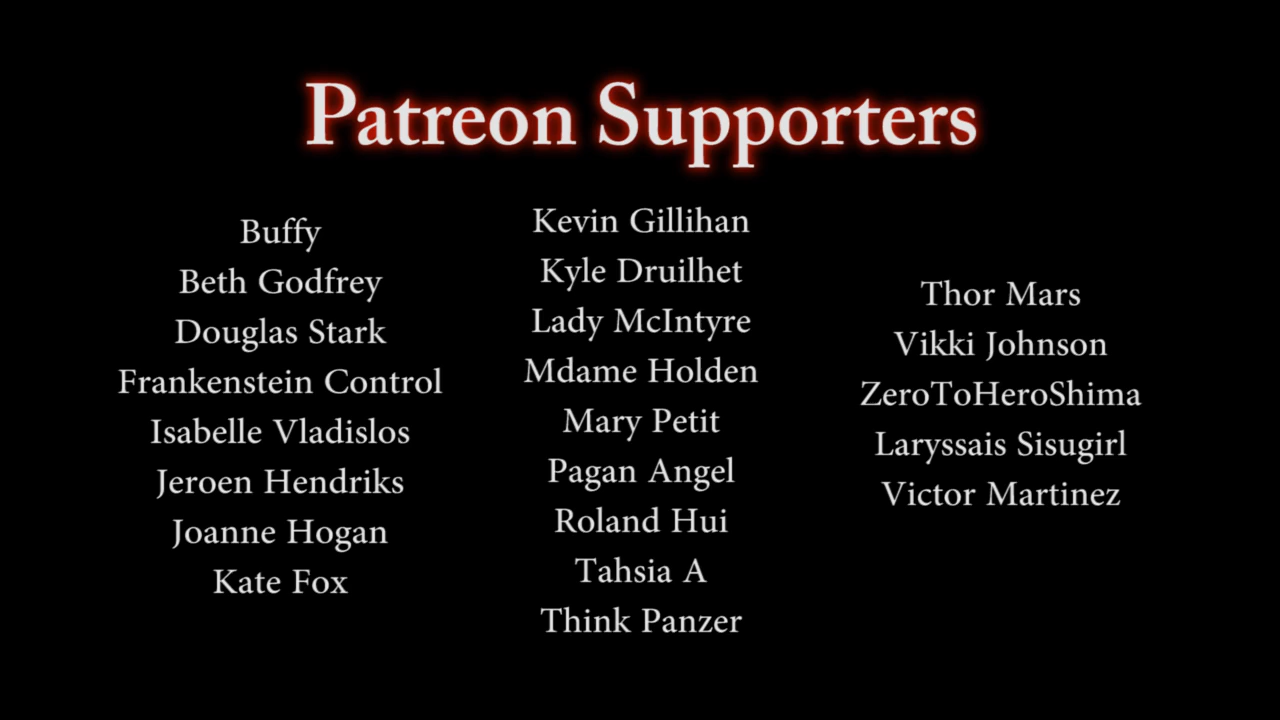 Patreon Supporters
Buffy
Beth Godfrey
Douglas Stark
Frankenstein Control
Isabelle Vladislos
Jeroen Hendriks
Joanne Hogan
Kate Fox
Kevin Gillihan
Kyle Druilhet
Lady McIntyre
Mdame Holden
Mary Petit
Pagan Angel
Roland Hui
Tahsia A
Think Panzer
Thor Mars
Vikki Johnson
ZeroToHeroShima
Laryssais Sisugirl
Victor Martinez